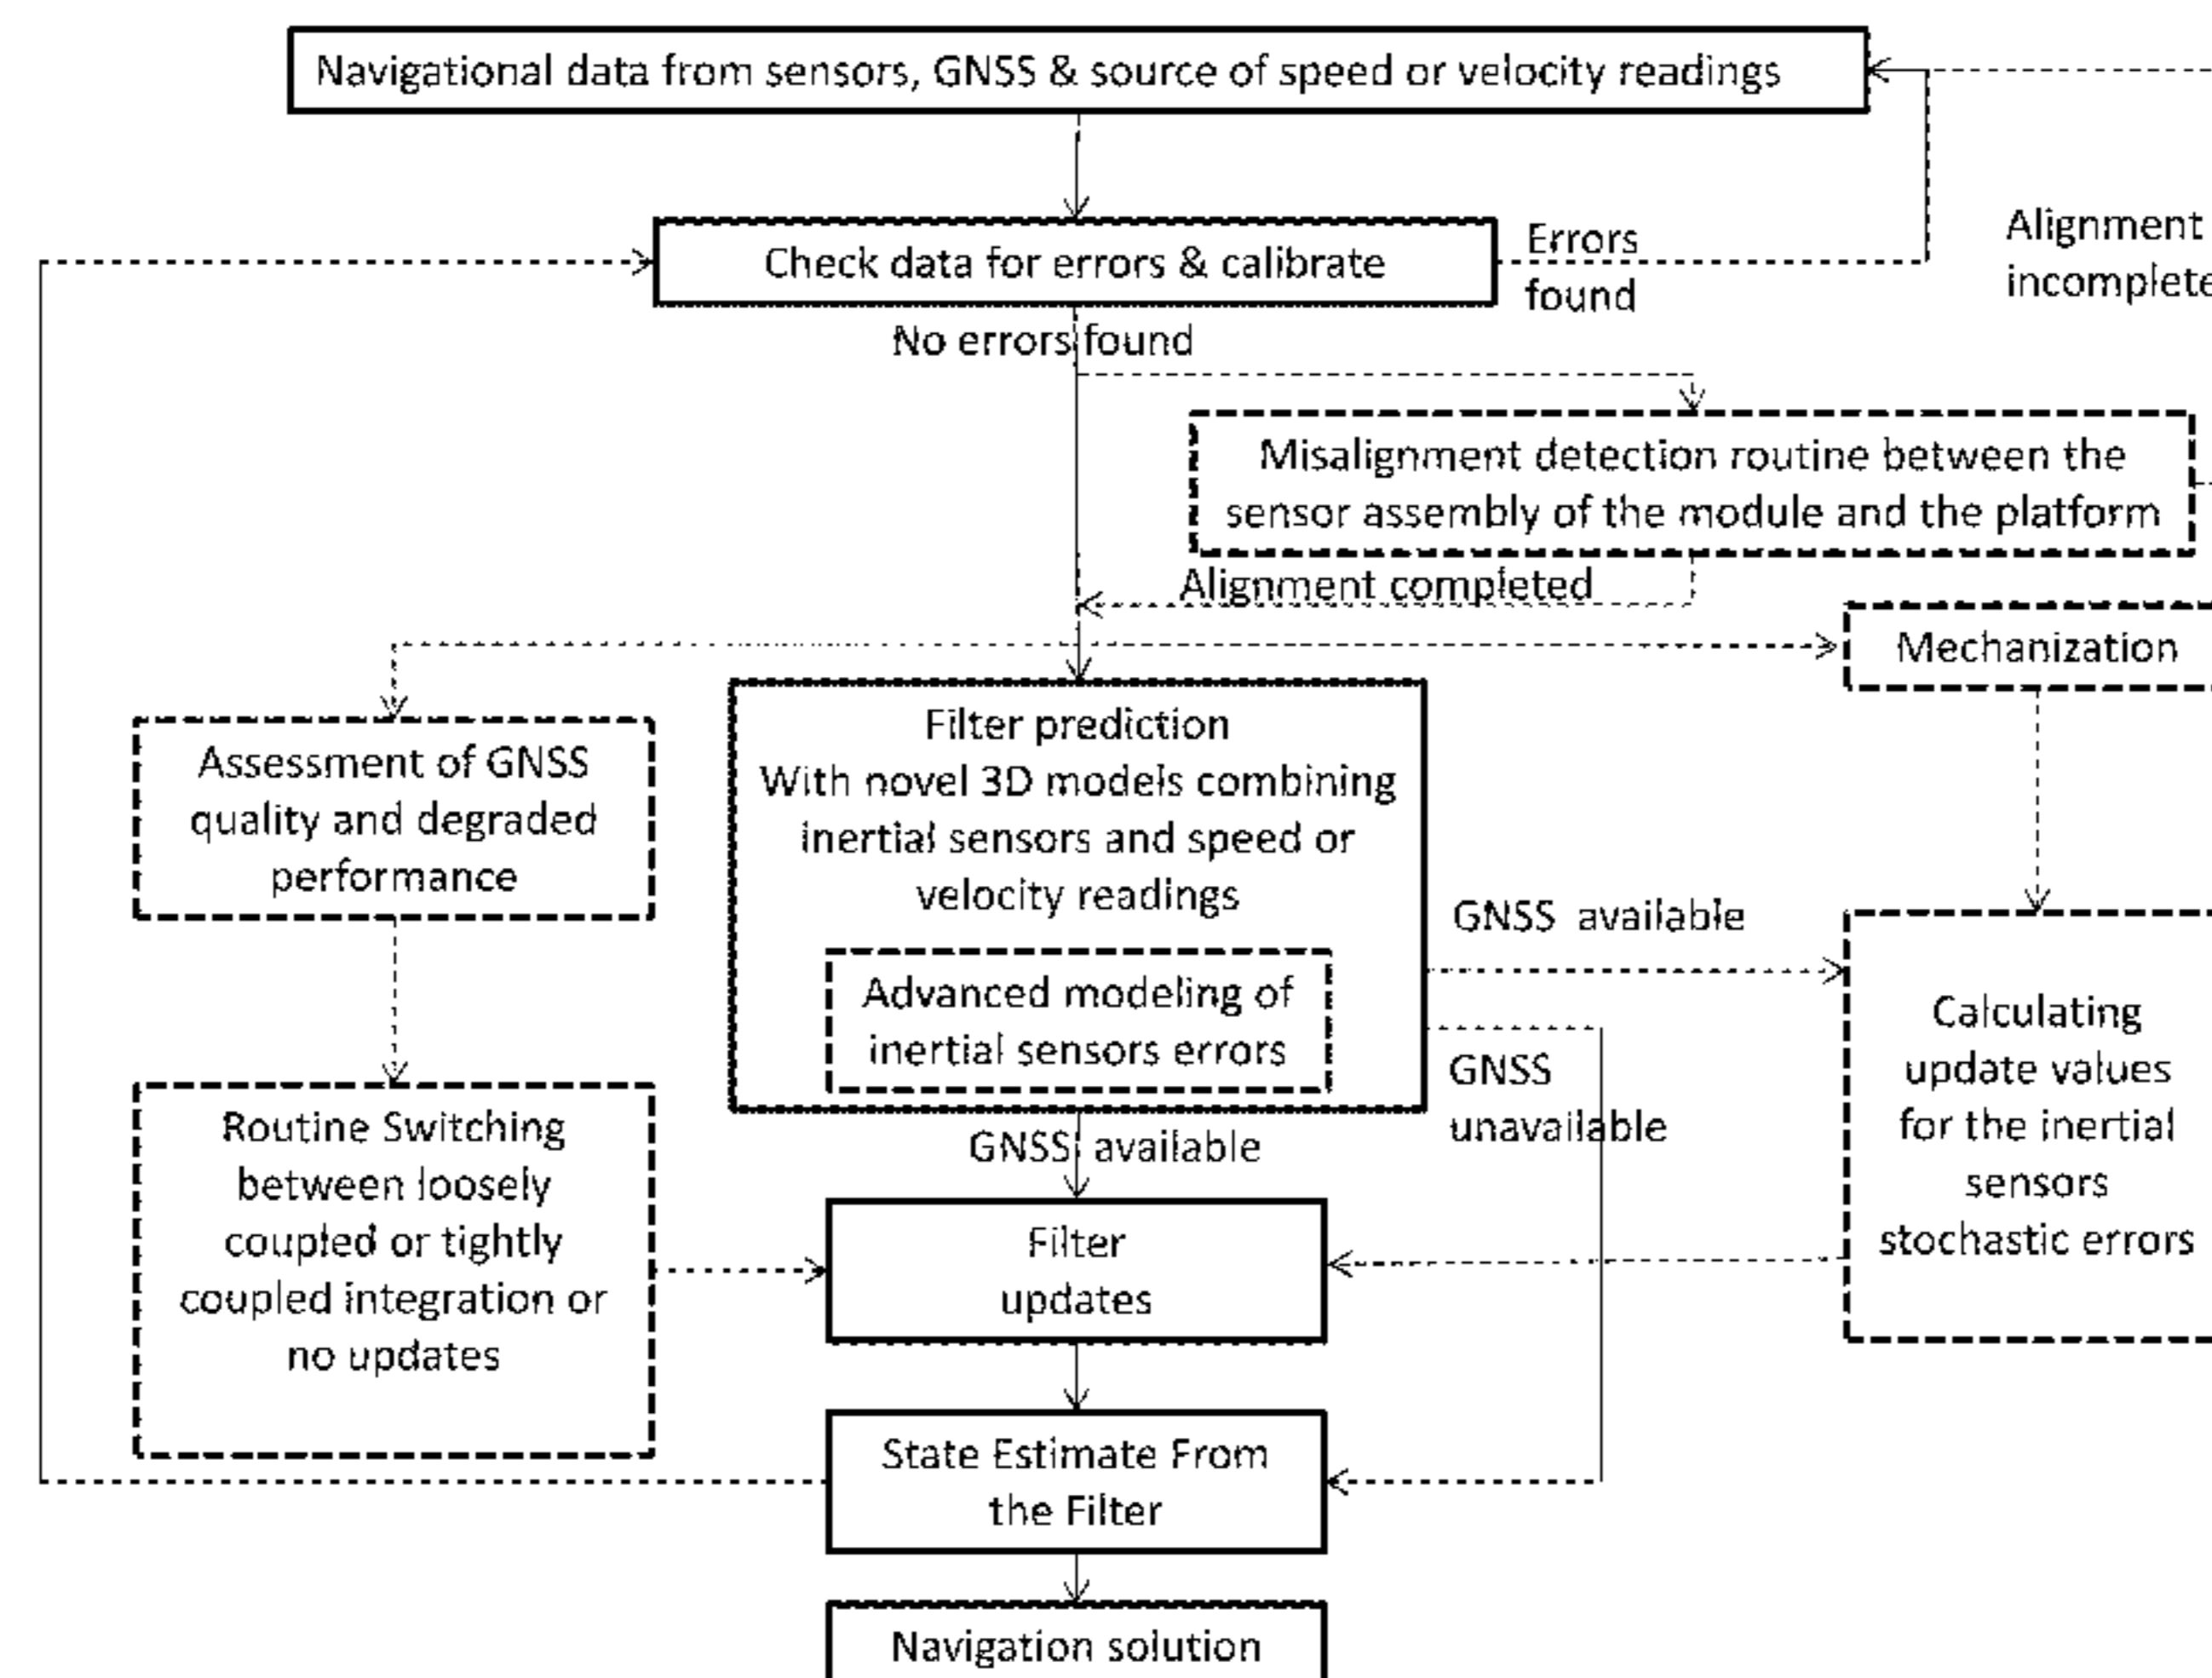 Navigational data from sensors, GNSS & source of speed or velocity readings
Check data for errors & calibrate
Errors
found
Alignment
incomplete
No errors found
Misalignment detection routine between the
sensor assembly of the module and the platform
Alignment completed
Mechanization
Assessment of GNSS
quality and degraded
performance
Filter prediction
With novel 3D models combining
inertial sensors and speed or
velocity readings
Advanced modeling of
inertial sensors errors
GNSS available
GNSS
unavailable
Calculating
update values
for the inertial
sensors
stochastic errors
Routine Switching
between loosely
coupled or tightly
coupled integration or
no updates
GNSS available
Filter
updates
State Estimate From
the Filter
Navigation solution